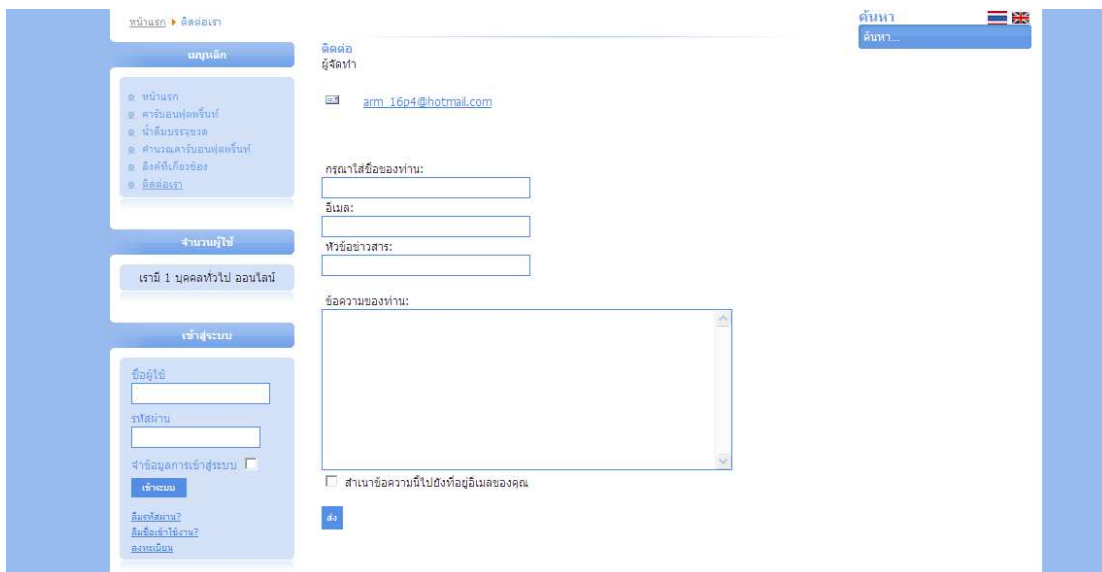 หน้าแรก ติดต่อเรา
ค้นหา
ค้นหา...
เมนูหลัก
หน้าแรก
คาร์บอนฟุตพริ้นท์
น้ำดื่มบรรจุขวด
คำนวณคาร์บอนฟุตพริ้นท์
ลิงค์ที่เกี่ยวข้อง
ติดต่อเรา
จำนวนผู้ใช้
เรามี 1 บุคคลทั่วไป ออนไลน์
เข้าสู่ระบบ
ชื่อผู้ใช้
รหัสผ่าน
จำข้อมูลการเข้าสู่ระบบ
เข้าระบบ
ลืมรหัสผ่าน?
ลืมชื่อเข้าใช้งาน?
ลงทะเบียน
ติดต่อ
ผู้จัดทำ
arm_16p4@hotmail.com
กรุณาใส่ชื่อของท่าน:
อีเมล:
หัวข้อข่าวสาร:
ข้อความของท่าน:
สำเนาข้อความนี้ไปยังที่อยู่อีเมลของคุณ
ส่ง